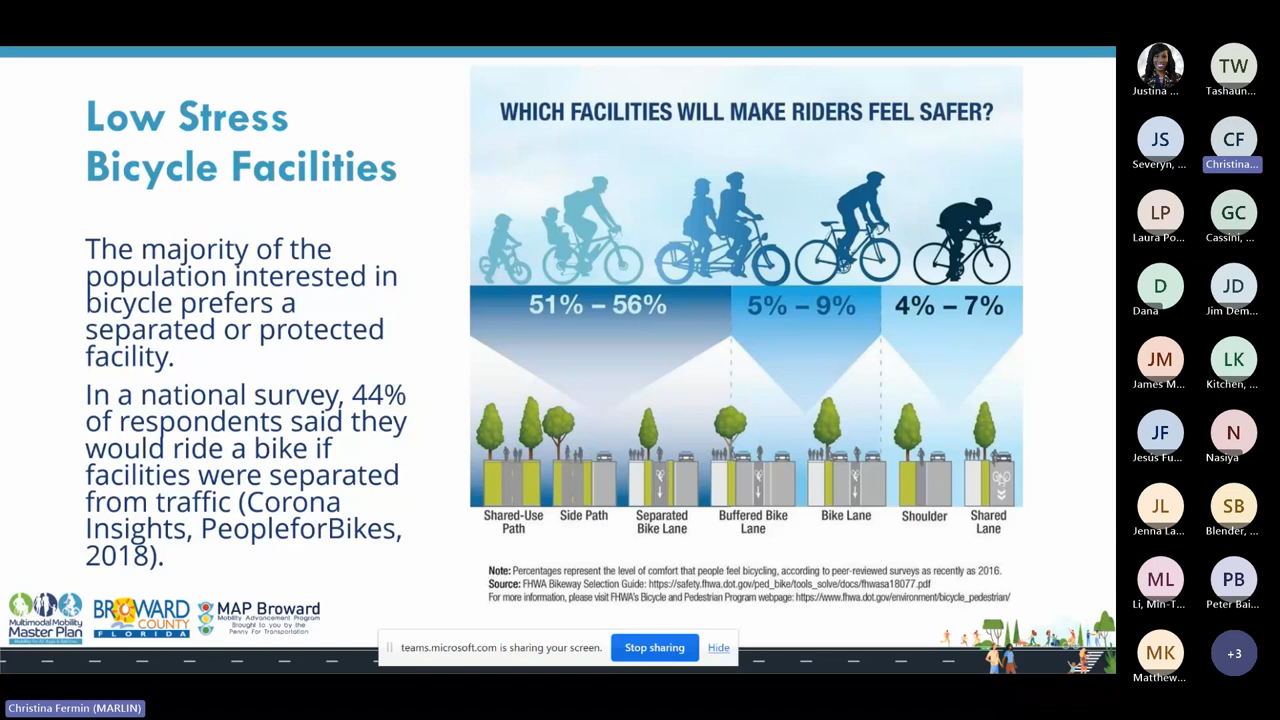 Low Stress
Bicycle Facilities
The majority of the
population interested in
bicycle prefers a
separated or protected
facility.
In a national survey, 44%
of respondents said they
would ride a bike if
facilities were separated
from traffic (Corona
Insights, PeopleforBikes,
2018).
WHICH FACILITIES WILL MAKE RIDERS FEEL SAFER?
51% – 56%
5% – 9%
4% – 7%
Shared-Use
Path
Side Path
Separated
Bike Lane
Buffered Bike
Lane
Bike Lane
Shoulder
Shared
Lane
Note: Percentages represent the level of comfort that people feel bicycling, according to peer-reviewed surveys as recently as 2016.
Source: FHWA Bikeway Selection Guide: https://safety.fhwa.dot.gov/ped_bike/tools_solve/docs/fhwasa18077.pdf
For more information, please visit FHWA's Bicycle and Pedestrian Program webpage: https://www.fhwa.dot.gov/environment/bicycle_pedestrian/
Multimodal Mobility
Master Plan
BROWARD
COUNTY
FLORIDA
MAP Broward
Mobility Advancement Program
Brought to you by the
Penny For Transportation
teams.microsoft.com is sharing your screen.
Stop sharing
Hide
Christina Fermin (MARLIN)
Justina ...
TW
Tashaun...
JS
Severyn, ...
CF
Christina...
LP
Laura Po...
GC
Cassini, ...
D
Dana
JD
Jim Dem...
JM
James M...
LK
Kitchen, ...
JF
Jesús Fu...
N
Nasiya
JL
Jenna La...
SB
Blender, ...
ML
Li, Min-T...
PB
Peter Bai...
MK
Matthew...
+3